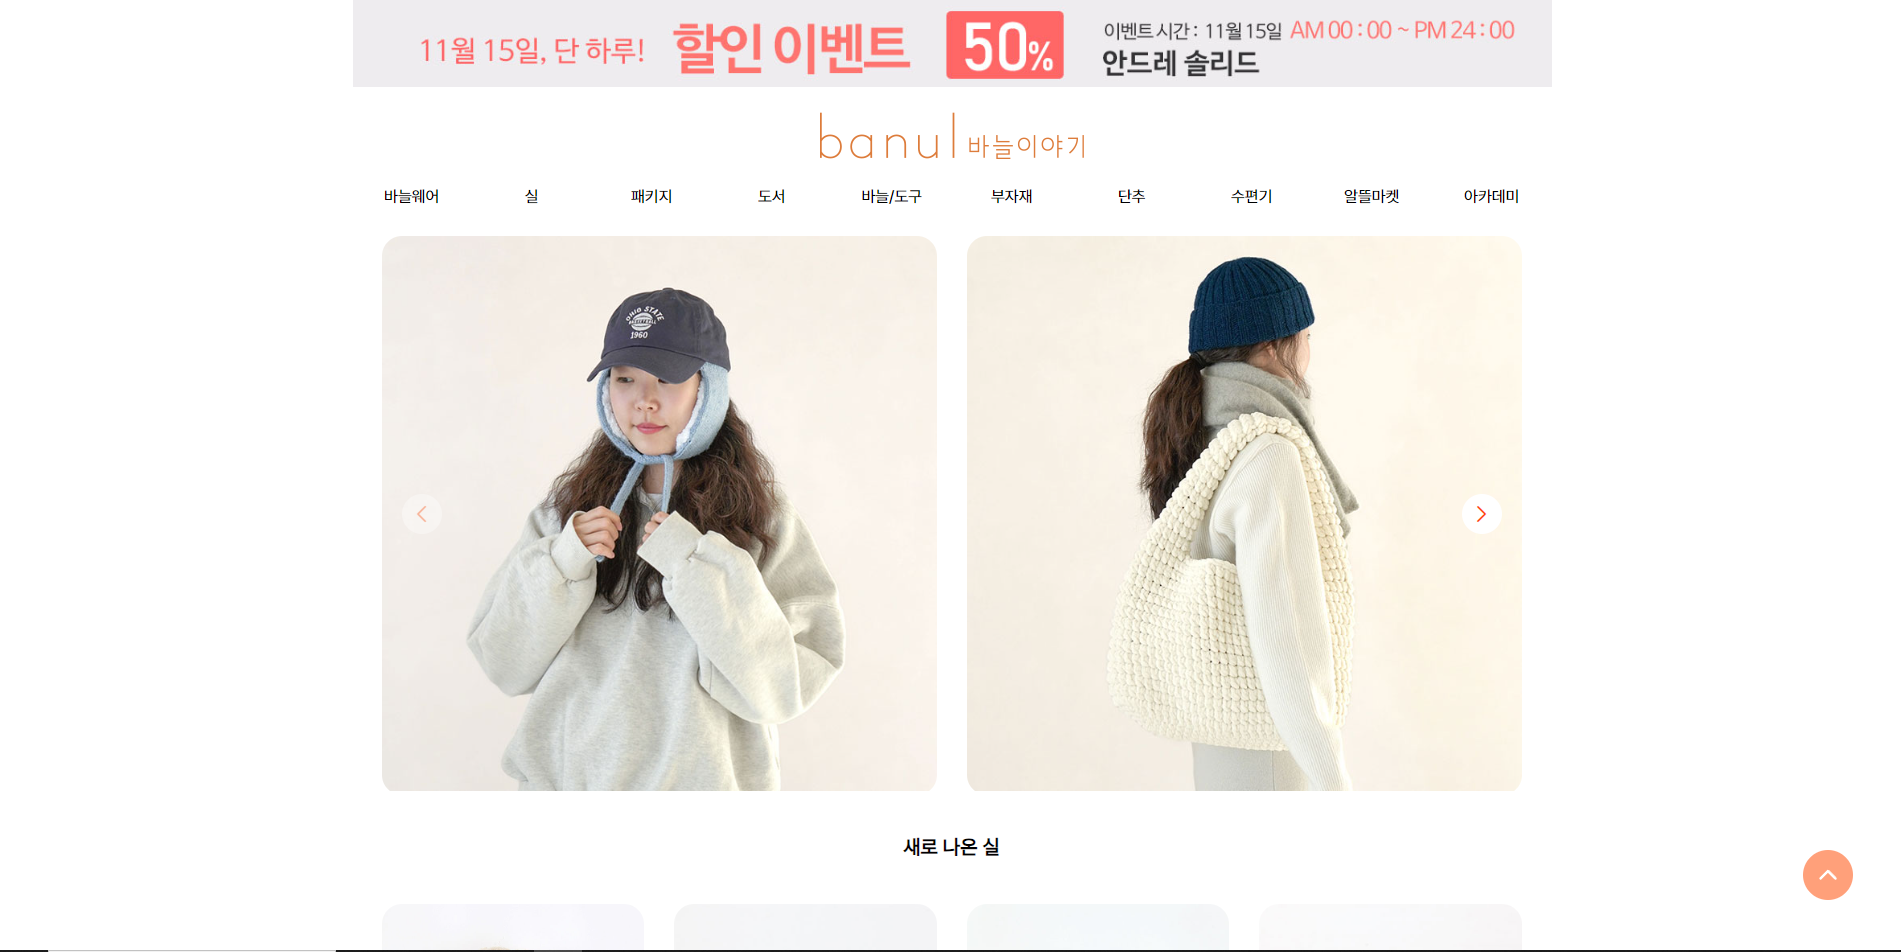 11월 15일, 단 하루! 할인 이벤트 50% 이벤트 시간 : 11월 15일 AM 00 : 00 ~ PM 24 : 00
안드레 솔리드
banul 바늘이야기
바늘웨어 실 패키지 도서 바늘/도구 부자재 단추 수편기 알뜰마켓 아카데미
OHIO STATE
1960
새로 나온 실